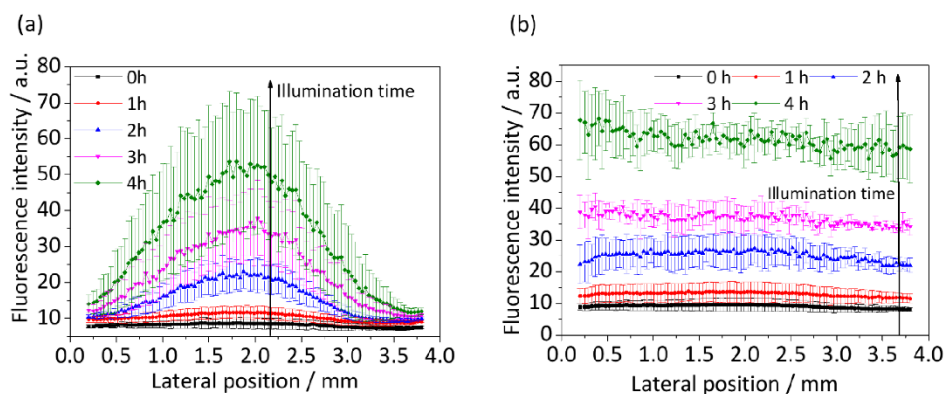 (a)
80
70
60
50
40
30
20
10
Fluorescence intensity / a.u.
0h
1h
2h
3h
4h
Illumination time
0.0 0.5 1.0 1.5 2.0 2.5 3.0 3.5 4.0
Lateral position / mm
(b)
80
70
60
50
40
30
20
10
0
Fluorescence intensity / a.u.
0 h 1 h 2 h
3 h 4 h
Illumination time
0.0 0.5 1.0 1.5 2.0 2.5 3.0 3.5 4.0
Lateral position / mm